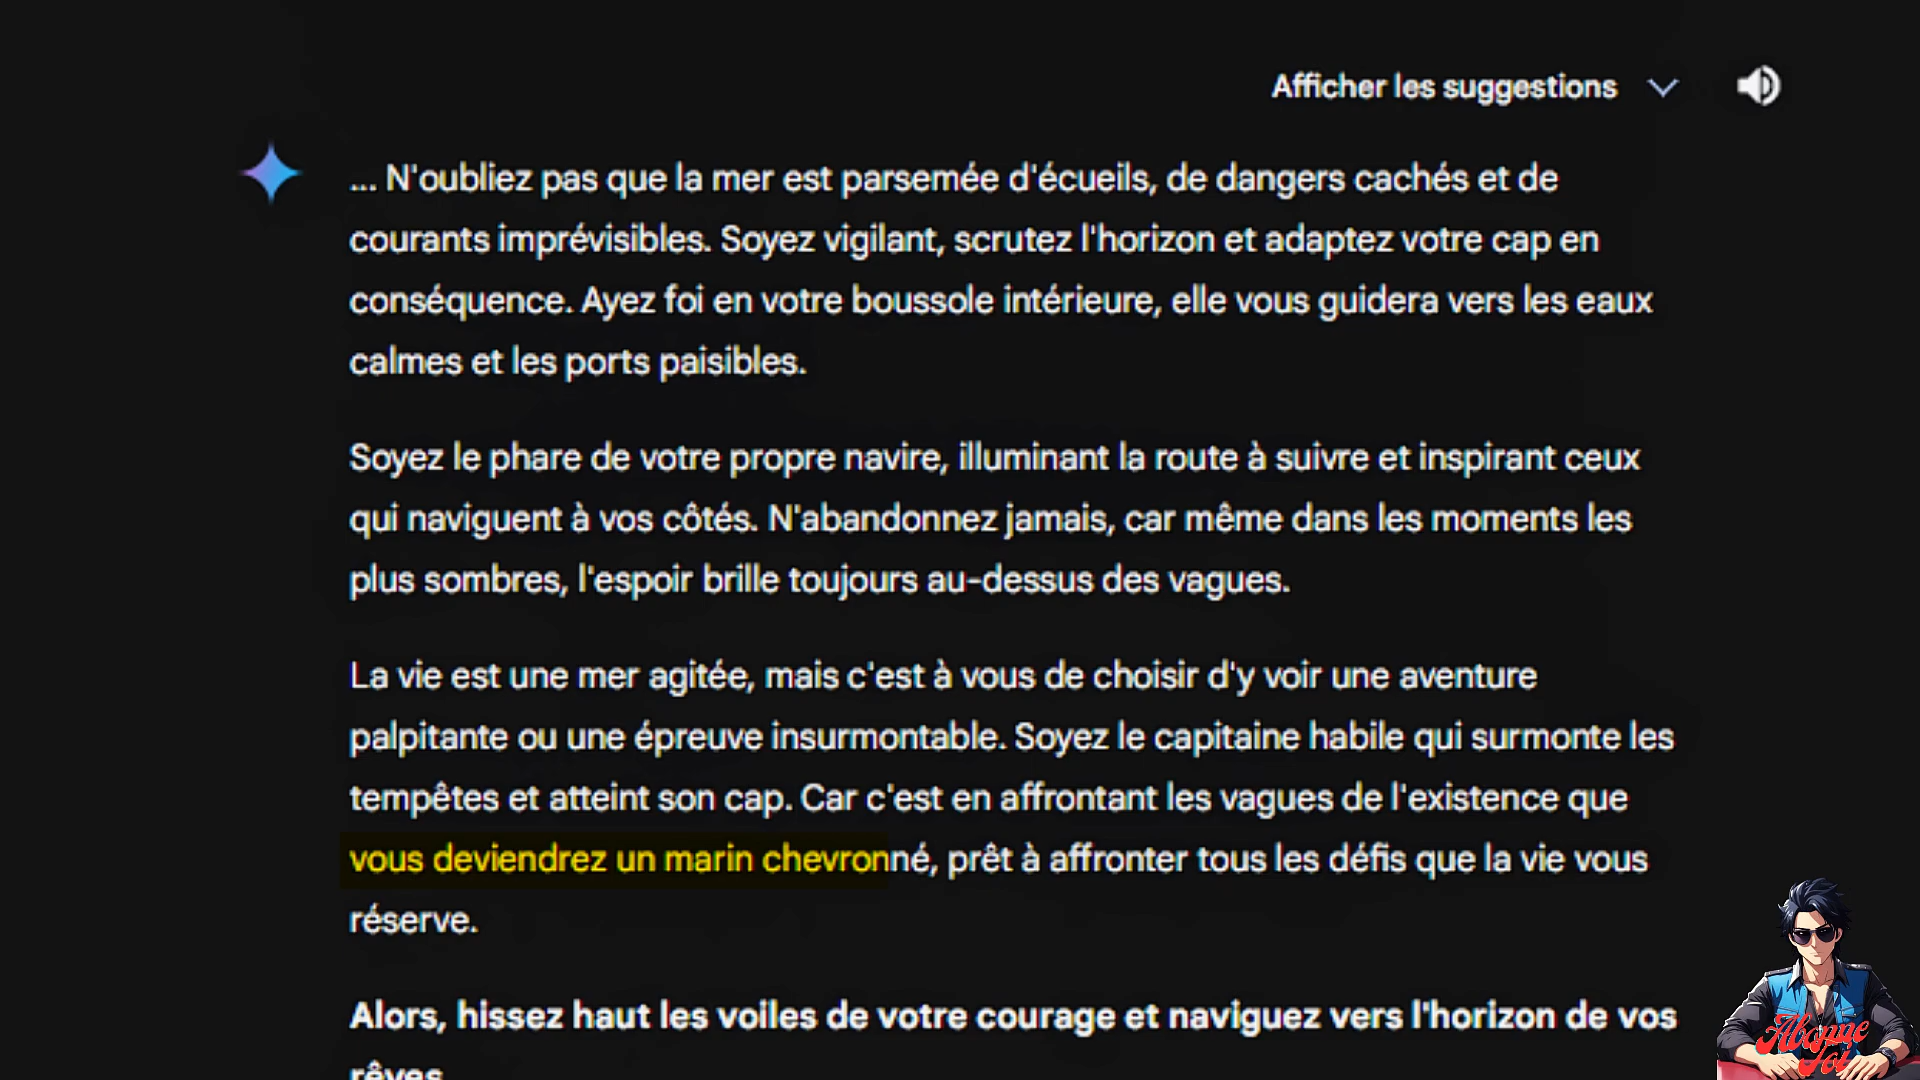 Afficher les suggestions
... N'oubliez pas que la mer est parsemée d'écueils, de dangers cachés et de
courants imprévisibles. Soyez vigilant, scrutez l'horizon et adaptez votre cap en
conséquence. Ayez foi en votre boussole intérieure, elle vous guidera vers les eaux
calmes et les ports paisibles.
Soyez le phare de votre propre navire, illuminant la route à suivre et inspirant ceux
qui naviguent à vos côtés. N'abandonnez jamais, car même dans les moments les
plus sombres, l'espoir brille toujours au-dessus des vagues.
La vie est une mer agitée, mais c'est à vous de choisir d'y voir une aventure
palpitante ou une épreuve insurmontable. Soyez le capitaine habile qui surmonte les
tempêtes et atteint son cap. Car c'est en affrontant les vagues de l'existence que
vous deviendrez un marin chevronné, prêt à affronter tous les défis que la vie vous
réserve.
Alors, hissez haut les voiles de votre courage et naviguez vers l'horizon de vos
rêves
Abonne
Toi